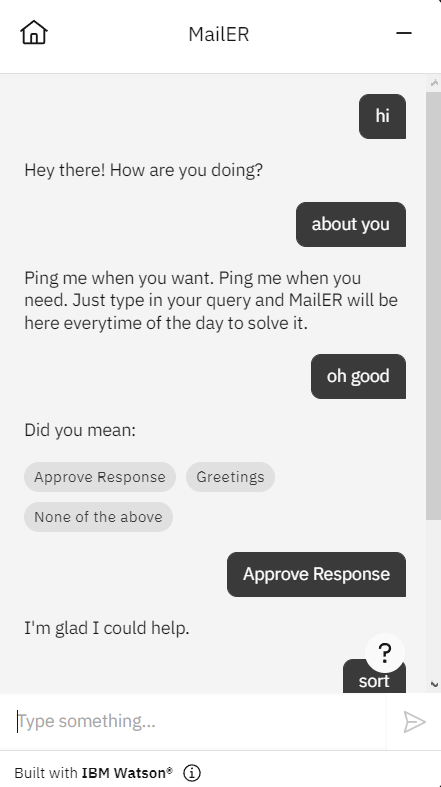 MailER
hi
Hey there! How are you doing?
about you
Ping me when you want. Ping me when you
need. Just type in your query and MailER will be
here everytime of the day to solve it.
oh good
Did you mean:
Approve Response Greetings
None of the above
Approve Response
I'm glad I could help.
?
sort
Type something...
Built with IBM Watson®